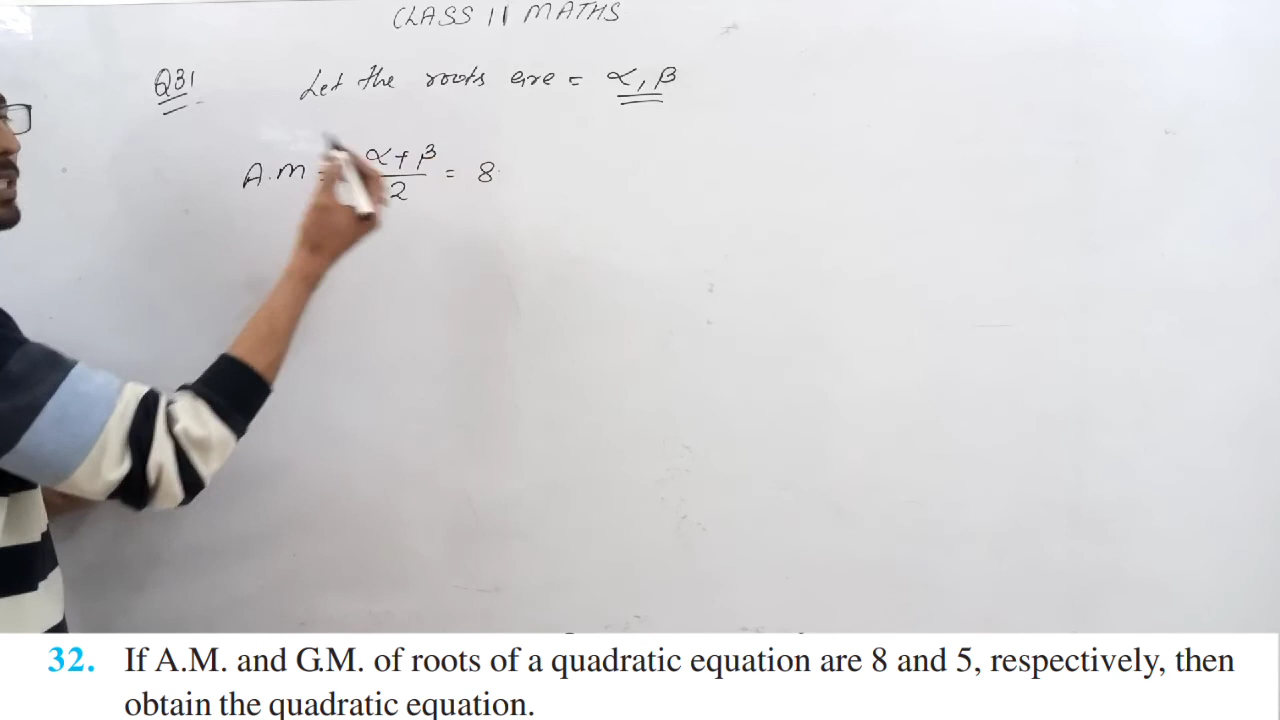 CLASS 11 MATHS
Q31 Let the roots are = α, β
A.M = α+β/2 = 8
32. If A.M. and G.M. of roots of a quadratic equation are 8 and 5, respectively, then
obtain the quadratic equation.